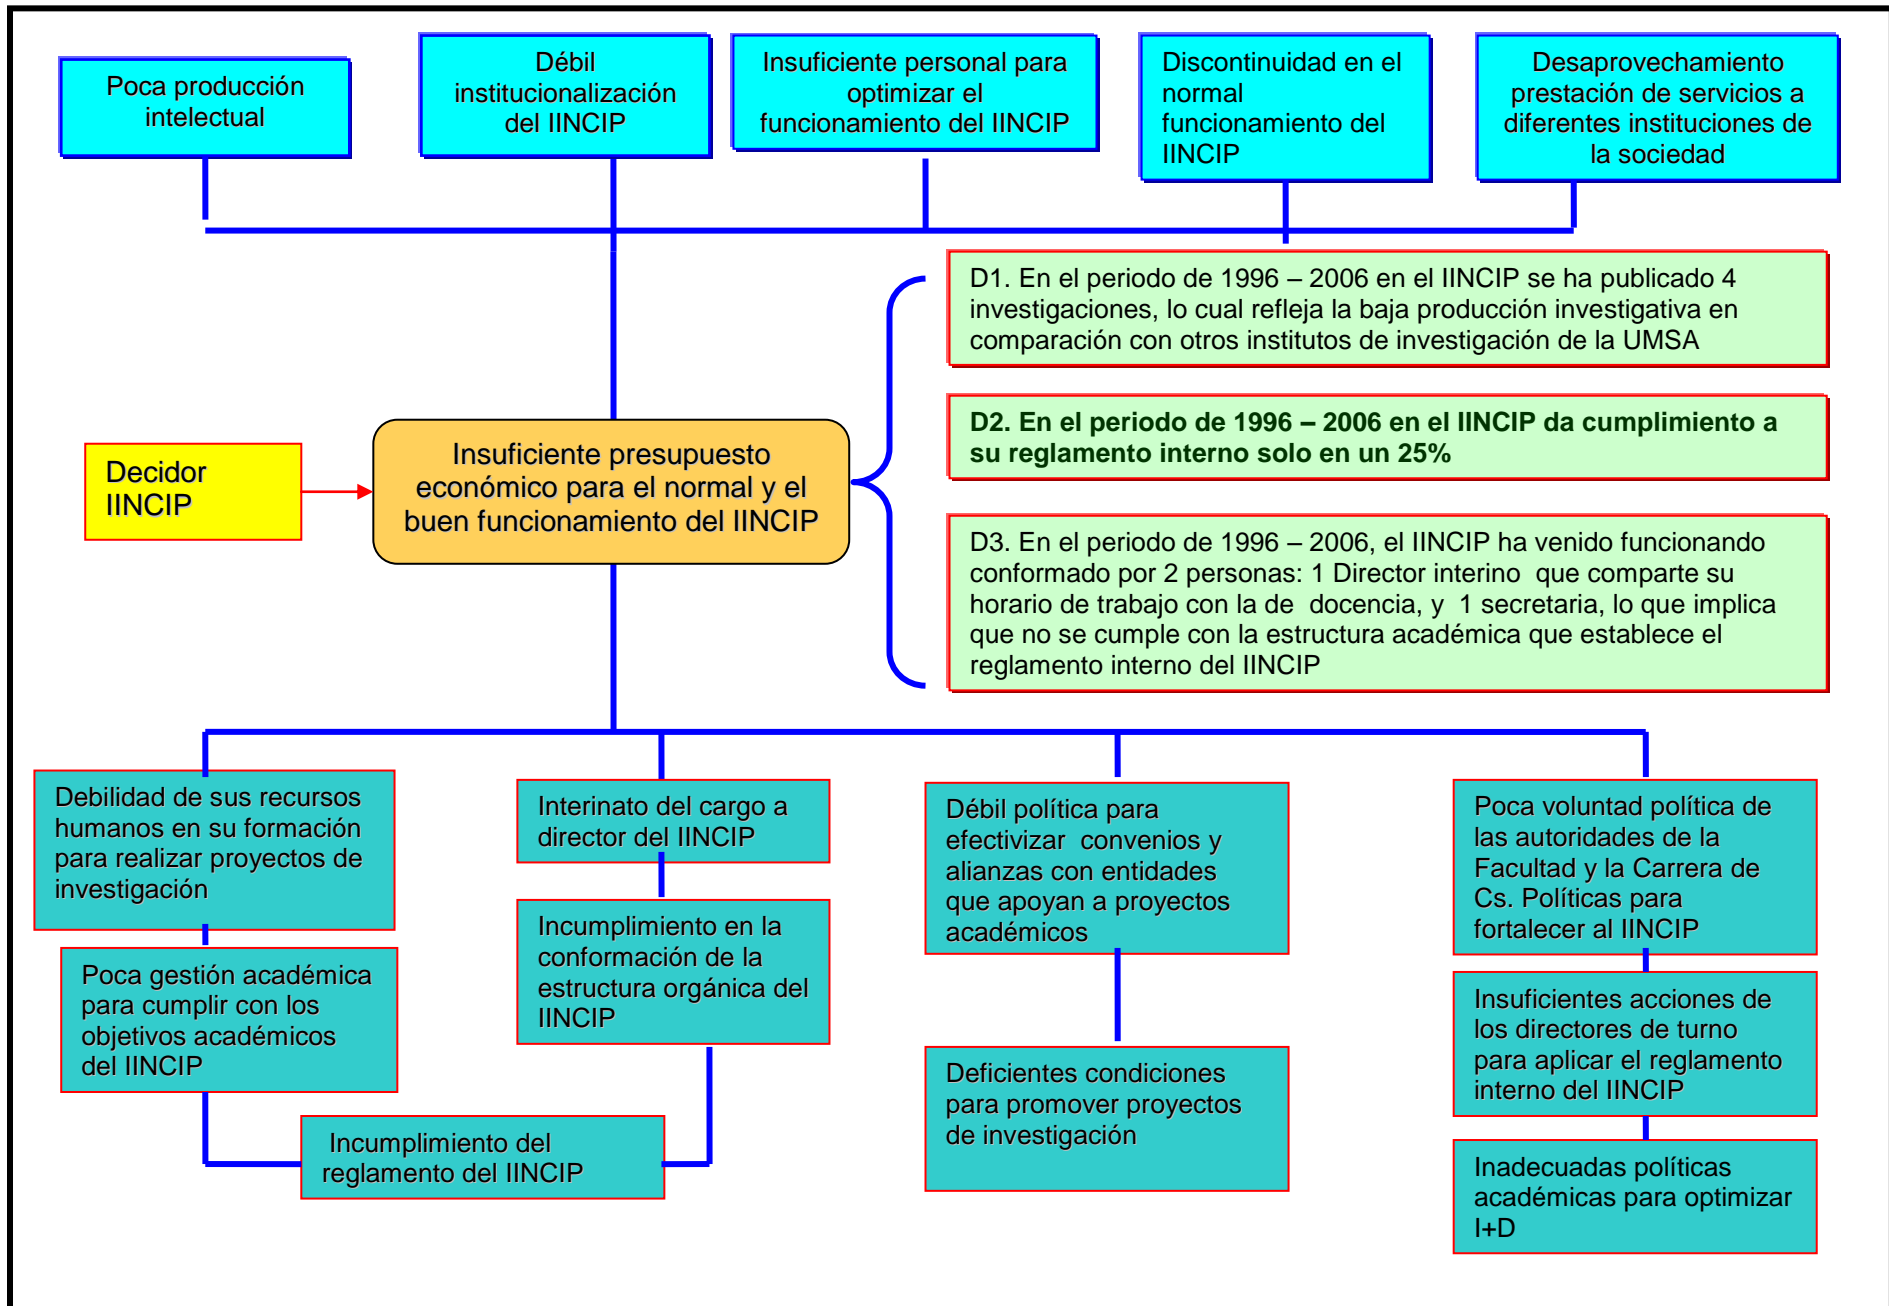 Poca producción
intelectual
Débil
institucionalización
del IINCIP
Insuficiente personal para
optimizar el
funcionamiento del IINCIP
Discontinuidad en el
normal
funcionamiento del
IINCIP
Desaprovechamiento
prestación de servicios a
diferentes instituciones de
la sociedad
D1. En el periodo de 1996 – 2006 en el IINCIP se ha publicado 4
investigaciones, lo cual refleja la baja producción investigativa en
comparación con otros institutos de investigación de la UMSA
D2. En el periodo de 1996 – 2006 en el IINCIP da cumplimiento a
su reglamento interno solo en un 25%
Decidor
IINCIP
Insuficiente presupuesto
económico para el normal y el
buen funcionamiento del IINCIP
D3. En el periodo de 1996 – 2006, el IINCIP ha venido funcionando
conformado por 2 personas: 1 Director interino que comparte su
horario de trabajo con la de docencia, y 1 secretaria, lo que implica
que no se cumple con la estructura académica que establece el
reglamento interno del IINCIP
Debilidad de sus recursos
humanos en su formación
para realizar proyectos de
investigación
Poca gestión académica
para cumplir con los
objetivos académicos
del IINCIP
Interinato del cargo a
director del IINCIP
Incumplimiento en la
conformación de la
estructura orgánica del
IINCIP
Incumplimiento del
reglamento del IINCIP
Débil política para
efectivizar convenios y
alianzas con entidades
que apoyan a proyectos
académicos
Deficientes condiciones
para promover proyectos
de investigación
Poca voluntad política de
las autoridades de la
Facultad y la Carrera de
Cs. Políticas para
fortalecer al IINCIP
Insuficientes acciones de
los directores de turno
para aplicar el reglamento
interno del IINCIP
Inadecuadas políticas
académicas para optimizar
I+D